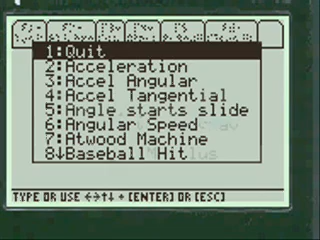 1:Quit
2:Acceleration
3:Accel Angular
4:Accel Tangential
5:Angle starts slide
6:Angular Speed
7:Atwood Machine
8↓Baseball Hit
TYPE OR USE ←→↑↓ + [ENTER] OR [ESC]